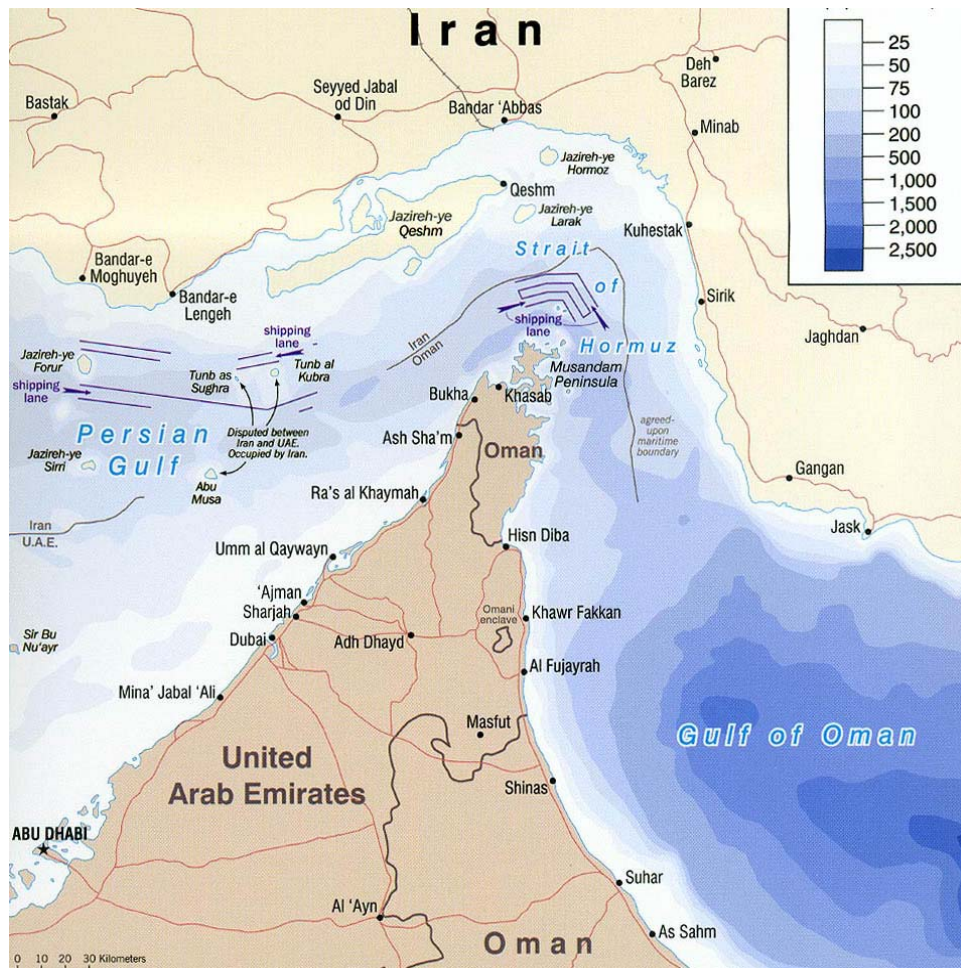 Iran
25
50
75
100
200
500
1,000
1,500
2,000
2,500
Deh
Barez
Seyyed Jabal
od Din
Bastak
Bandar 'Abbas
Minab
Jazireh-ye
Hormoz
Qeshm
Jazireh-ye
Qeshm
Jazireh-ye
Larak
Kuhestak
Strait
of
Hormuz
Bandar-e
Moghuyeh
Bandar-e
Lengeh
Sirik
shipping
lane
shipping
lane
Iran
Oman
Jaghdan
Jazireh-ye
Forur
Tunb as
Sughra
Tunb al
Kubra
shipping
lane
Musandam
Peninsula
Bukha
Khasab
Disputed between
Iran and UAE.
Occupied by Iran.
agreed-
upon
maritime
boundary
Persian
Gulf
Ash Sha'm
Oman
Jazireh-ye
Sirri
Abu
Musa
Gangan
Ra's al Khaymah
Iran
U.A.E.
Jask
Umm al Qaywayn
Hisn Diba
'Ajman
Sharjah
Omani
enclave
Khawr Fakkan
Sir Bu
Nu'ayr
Dubai
Adh Dhayd
Al Fujayrah
Mina' Jabal 'Ali
Masfut
Gulf of Oman
United
Arab Emirates
Shinas
ABU DHABI
Suhar
Al 'Ayn
As Sahm
Oman
0 10 20 30 Kilometers